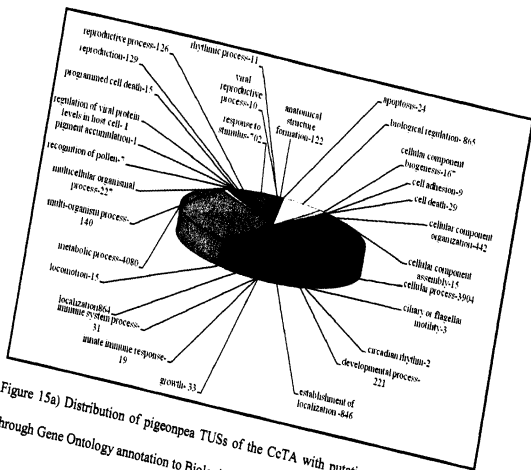 reproductive process-126
rhythmic process-11
reproduction-129
viral
reproductive
process-10
apoptosis-24
programmed cell death-15
anatomical
structure
formation-122
biological regulation- 865
response to
stimulus-702
regulation of viral protein
levels in host cell- 1
pigment accumulation-1
cellular component
biogenesis-16
recognition of pollen-7
cell adhesion-9
cell death-29
multicellular organismal
process-22
cellular component
organization-442
multi-organism process-
140
cellular component
assembly-15
metabolic process-4080
cellular process-3904
locomotion-15
ciliary or flagellar
motility-3
localization864
immune system process-
31
circadian rhythm-2
innate immune response-
19
developmental process-
221
growth- 33
establishment of
localization -846
Figure 15a) Distribution of pigeonpea TUSs of the CcTA with
through Gene Ontology annotation to